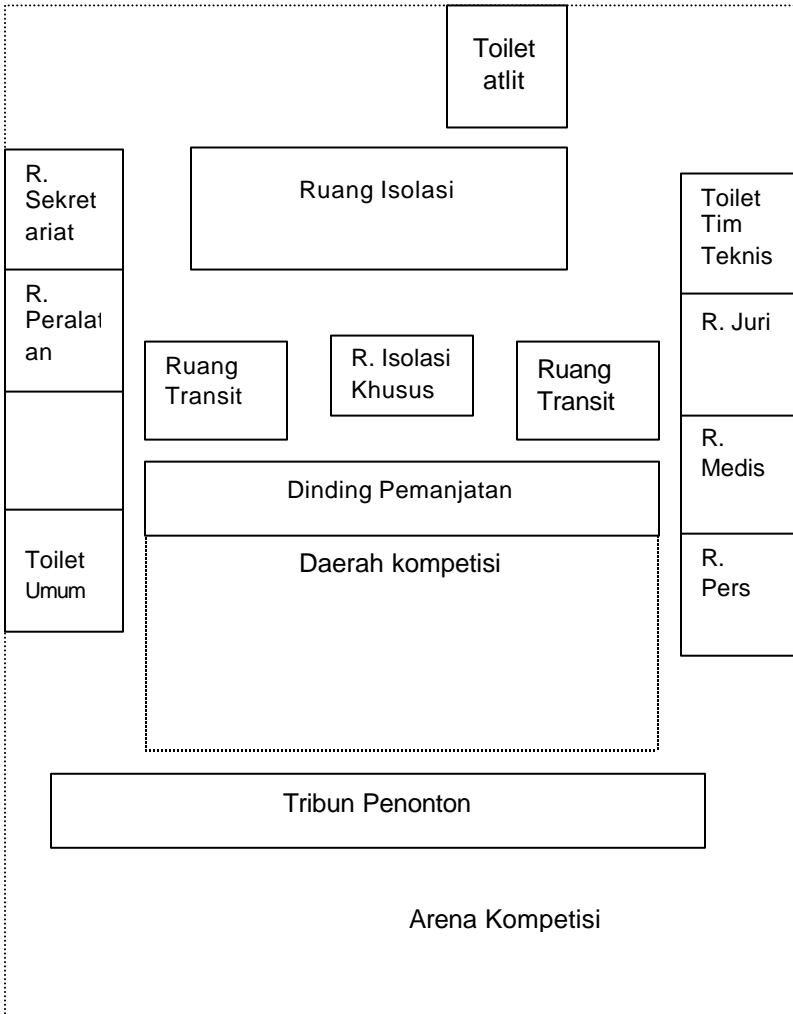 Toilet
atlit
R.
Sekret
ariat
Ruang Isolasi
Toilet
Tim
Teknis
R.
Peralat
an
R. Juri
Ruang
Transit
R. Isolasi
Khusus
Ruang
Transit
R.
Medis
Dinding Pemanjatan
Toilet
Umum
Daerah kompetisi
R.
Pers
Tribun Penonton
Arena Kompetisi